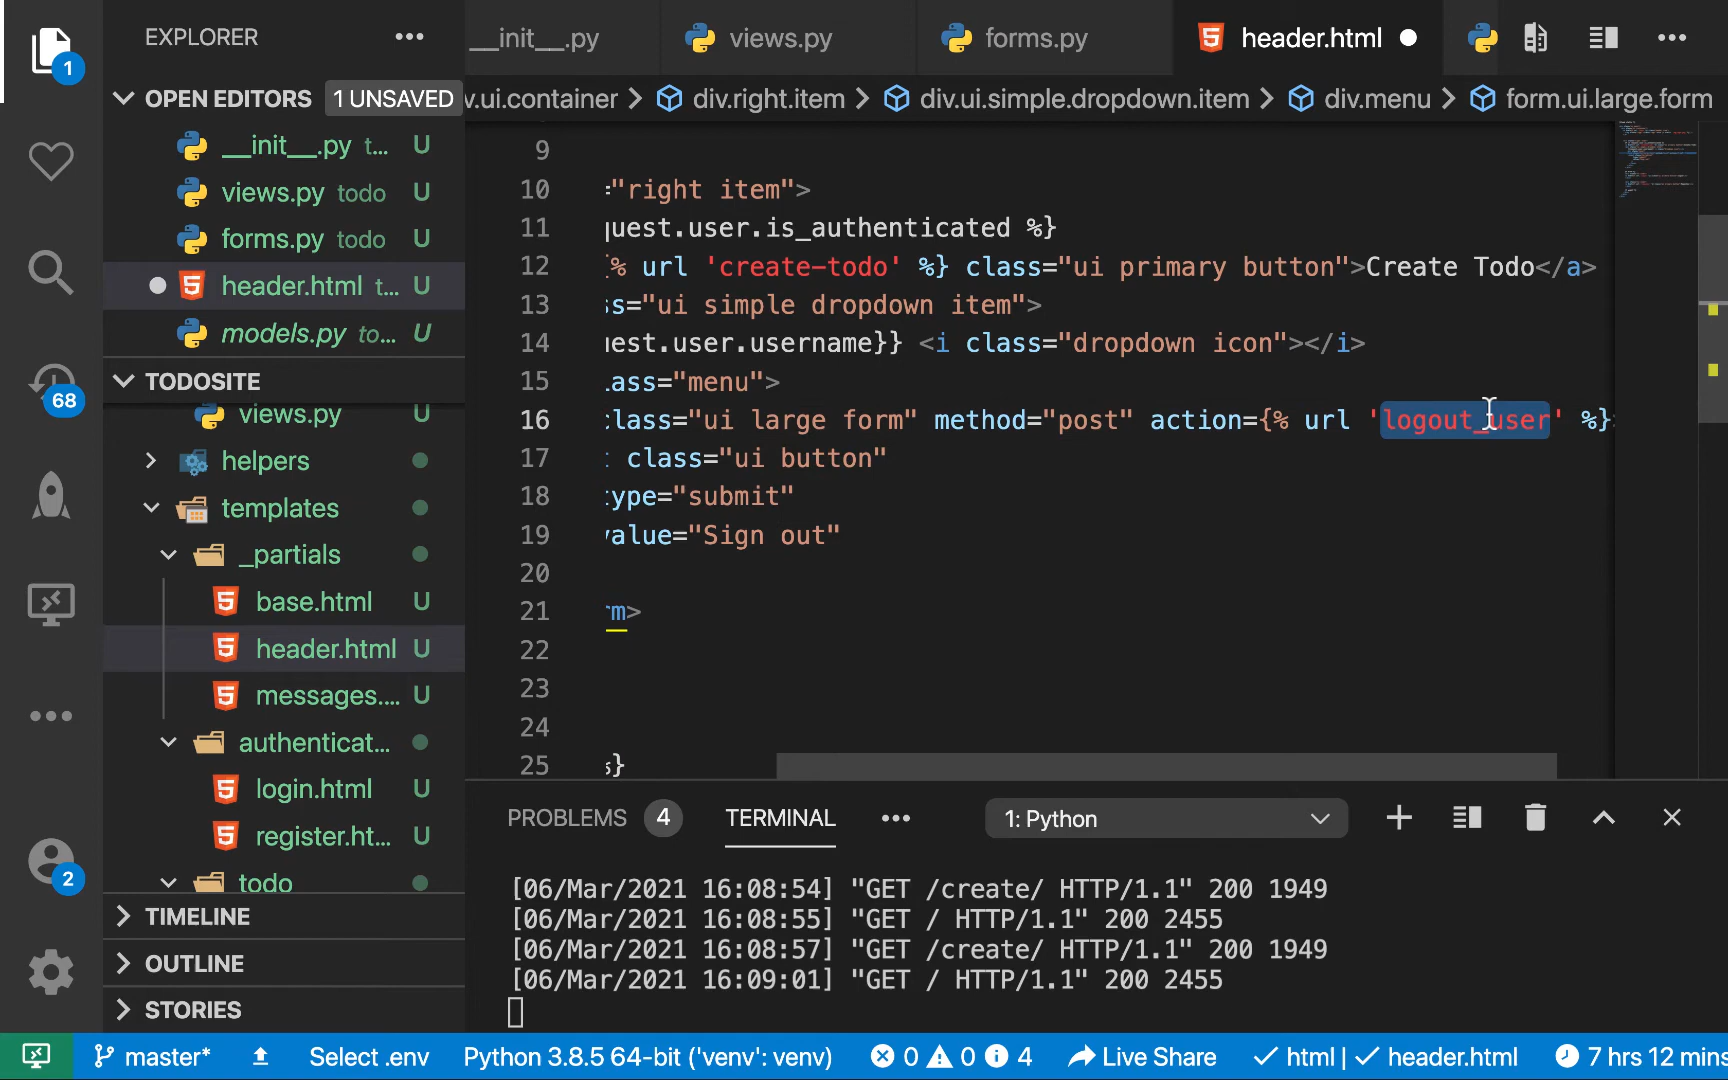 EXPLORER
1
OPEN EDITORS 1 UNSAVED
__init__.py t... U
views.py todo U
forms.py todo U
header.html t... U
models.py to... U
TODOSITE
views.py U
helpers
templates
_partials
base.html U
header.html U
messages.... U
authenticat...
login.html U
register.ht... U
todo
TIMELINE
OUTLINE
STORIES
68
2
__init__.py views.py forms.py header.html
v.ui.container > div.right.item > div.ui.simple.dropdown.item > div.menu > form.ui.large.form
9
10 ="right item">
11 quest.user.is_authenticated %}
12 {% url 'create-todo' %} class="ui primary button">Create Todo</a>
13 ss="ui simple dropdown item">
14 uest.user.username}} <i class="dropdown icon"></i>
15 lass="menu">
16 class="ui large form" method="post" action={% url 'logout_user' %}>
17 t class="ui button"
18 type="submit"
19 value="Sign out"
20
21 rm>
22
23
24
25 %}
PROBLEMS 4 TERMINAL ... 1: Python
[06/Mar/2021 16:08:54] "GET /create/ HTTP/1.1" 200 1949
[06/Mar/2021 16:08:55] "GET / HTTP/1.1" 200 2455
[06/Mar/2021 16:08:57] "GET /create/ HTTP/1.1" 200 1949
[06/Mar/2021 16:09:01] "GET / HTTP/1.1" 200 2455
master* Select .env Python 3.8.5 64-bit ('venv': venv) 0 0 4 Live Share html | header.html 7 hrs 12 mins